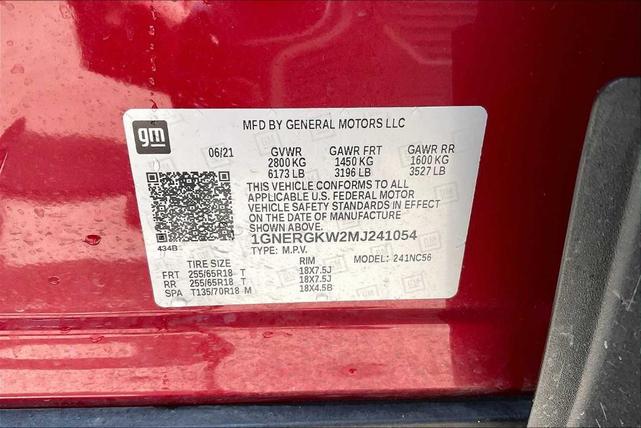 gm
MFD BY GENERAL MOTORS LLC
06/21 GVWR GAWR FRT GAWR RR
2800 KG 1450 KG 1600 KG
6173 LB 3196 LB 3527 LB
THIS VEHICLE CONFORMS TO ALL
APPLICABLE U.S. FEDERAL MOTOR
VEHICLE SAFETY STANDARDS IN EFFECT
ON THE DATE OF MANUFACTURE
SHOWN ABOVE.
434B 1GNERGKW2MJ241054
TYPE: M.P.V. MODEL: 241NC56
TIRE SIZE RIM
FRT 255/65R18 T 18X7.5J
RR 255/65R18 T 18X7.5J
SPA T135/70R18 M 18X4.5B